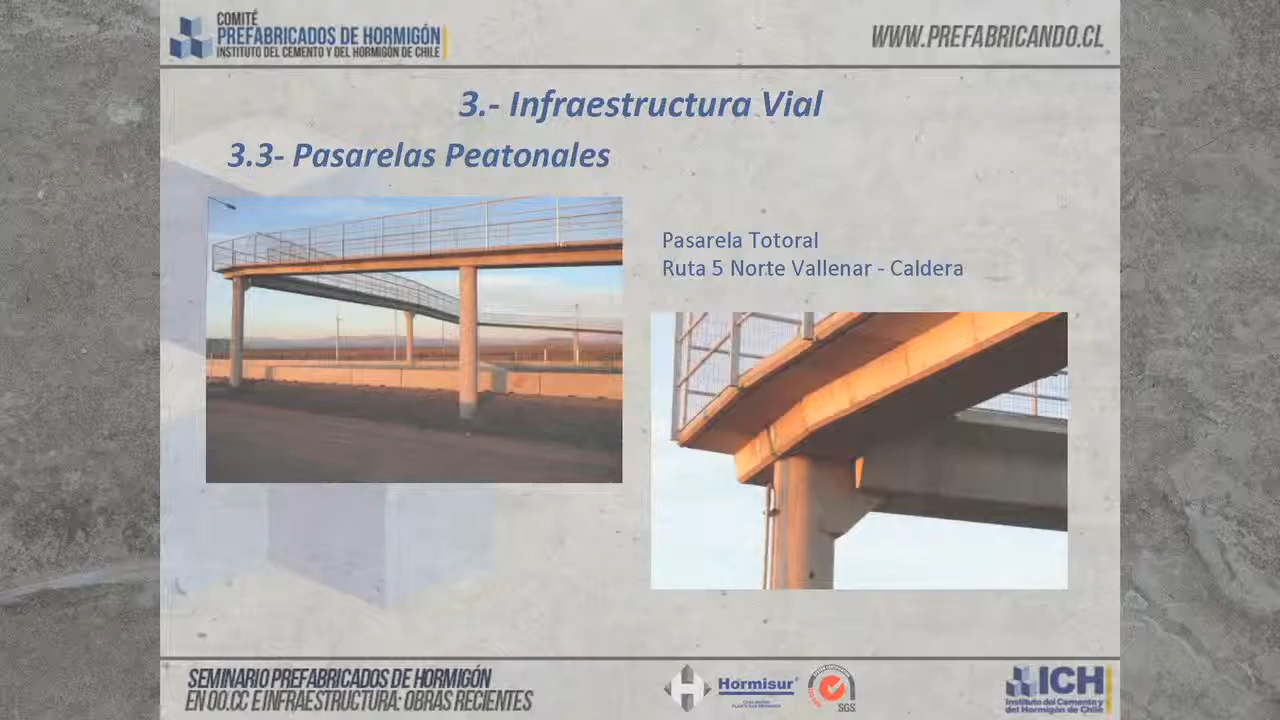 COMITÉ
PREFABRICADOS DE HORMIGÓN
INSTITUTO DEL CEMENTO Y DEL HORMIGÓN DE CHILE
WWW.PREFABRICANDO.CL
3.- Infraestructura Vial
3.3- Pasarelas Peatonales
Pasarela Totoral
Ruta 5 Norte Vallenar - Caldera
SEMINARIO PREFABRICADOS DE HORMIGÓN
EN OO.CC E INFRAESTRUCTURA: OBRAS RECIENTES
H
Hormisur
SGS
ICH
Instituto del Cemento y
del Hormigón de Chile